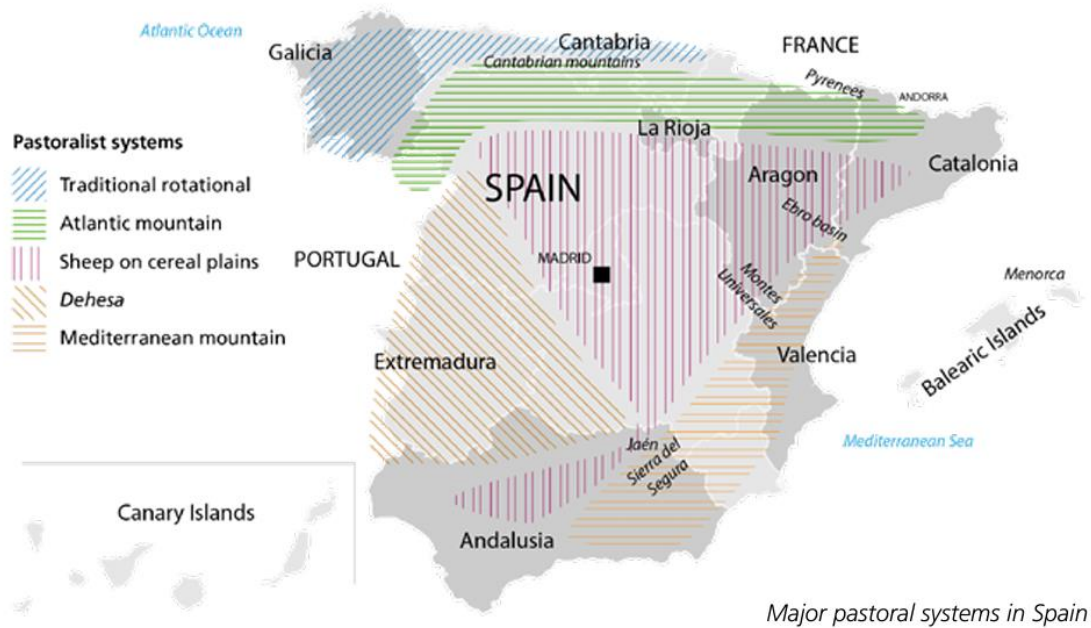 Atlantic Ocean
Galicia
Cantabria
Cantabrian mountains
FRANCE
Pyrenees
ANDORRA
Pastoralist systems
Traditional rotational
Atlantic mountain
Sheep on cereal plains
Dehesa
Mediterranean mountain
La Rioja
SPAIN
Aragon
Catalonia
Ebro basin
PORTUGAL
MADRID
Montes
Universales
Menorca
Balearic Islands
Extremadura
Valencia
Mediterranean Sea
Jaén
Sierra del
Segura
Canary Islands
Andalusia
Major pastoral systems in Spain